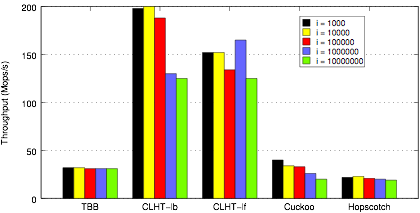 Throughput (Mops/s)
200
150
100
50
0
i = 1000
i = 10000
i = 100000
i = 1000000
i = 10000000
TBB CLHT-lb CLHT-lf Cuckoo Hopscotch